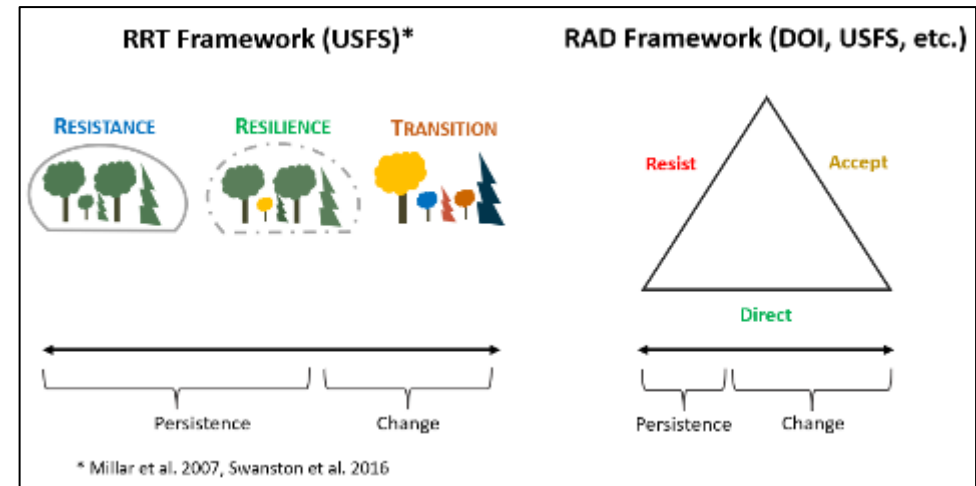 RRT Framework (USFS)*
RAD Framework (DOI, USFS, etc.)
RESISTANCE
RESILIENCE
TRANSITION
Resist
Accept
Direct
Persistence
Change
Persistence
Change
* Millar et al. 2007, Swanston et al. 2016